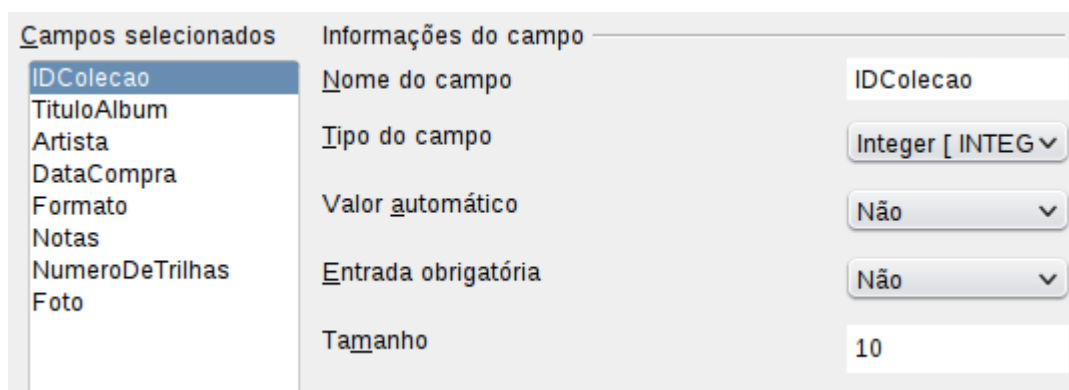 Campos selecionados
IDColecao
TituloAlbum
Artista
DataCompra
Formato
Notas
NumeroDeTrilhas
Foto
Informações do campo
Nome do campo IDColecao
Tipo do campo Integer [ INTEG
Valor automático Não
Entrada obrigatória Não
Tamanho 10